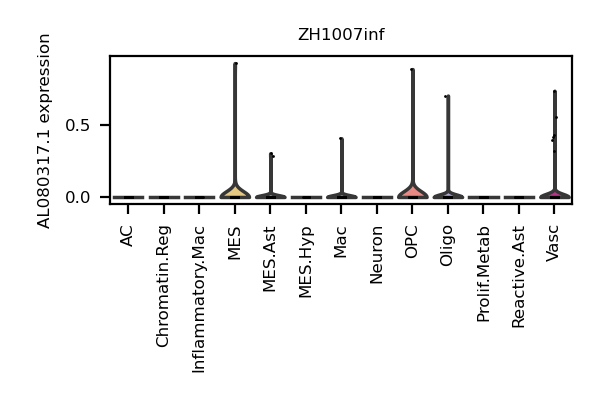 ZH1007inf
AL080317.1 expression
0.5
0.0
AC
Chromatin.Reg
Inflammatory.Mac
MES
MES.Ast
MES.Hyp
Mac
Neuron
OPC
Oligo
Prolif.Metab
Reactive.Ast
Vasc